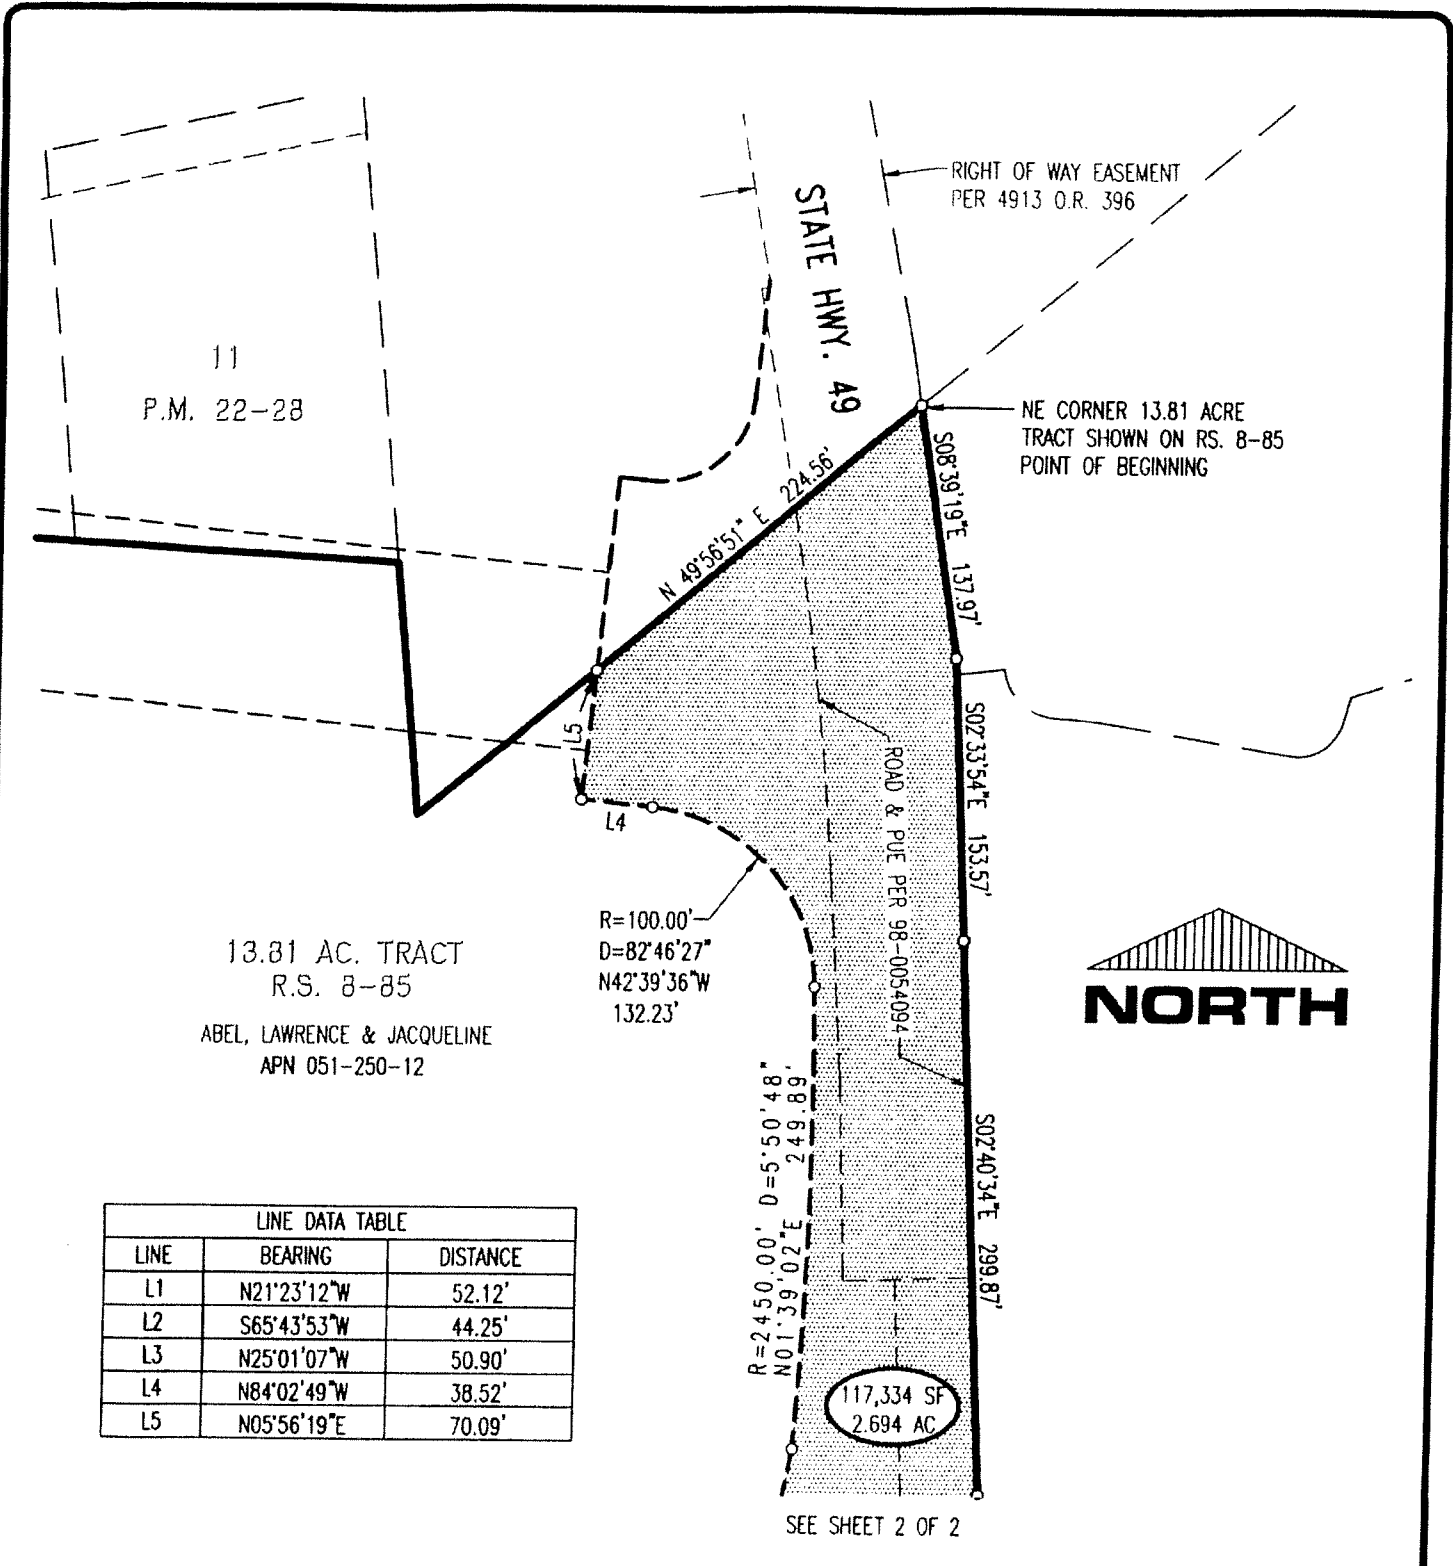 RIGHT OF WAY EASEMENT
PER 4913 O.R. 396
STATE HWY. 49
11
P.M. 22-28
NE CORNER 13.81 ACRE
TRACT SHOWN ON RS. 8-85
POINT OF BEGINNING
N 49°56'51" E 224.56'
S08°39'19"E 137.97'
S02°33'54"E 153.57'
L5
L4
ROAD & PUE PER 98-0054094
R=100.00'
D=82°46'27"
N42°39'36"W
132.23'
13.81 AC. TRACT
R.S. 8-85
ABEL, LAWRENCE & JACQUELINE
APN 051-250-12
NORTH
R=2450.00' D=5°50'48"
N01°39'02"E 249.89'
S02°40'34"E 299.87'
LINE DATA TABLE
LINE BEARING DISTANCE
L1 N21°23'12"W 52.12'
L2 S65°43'53"W 44.25'
L3 N25°01'07"W 50.90'
L4 N84°02'49"W 38.52'
L5 N05°56'19"E 70.09'
117,334 SF
2.694 AC
SEE SHEET 2 OF 2